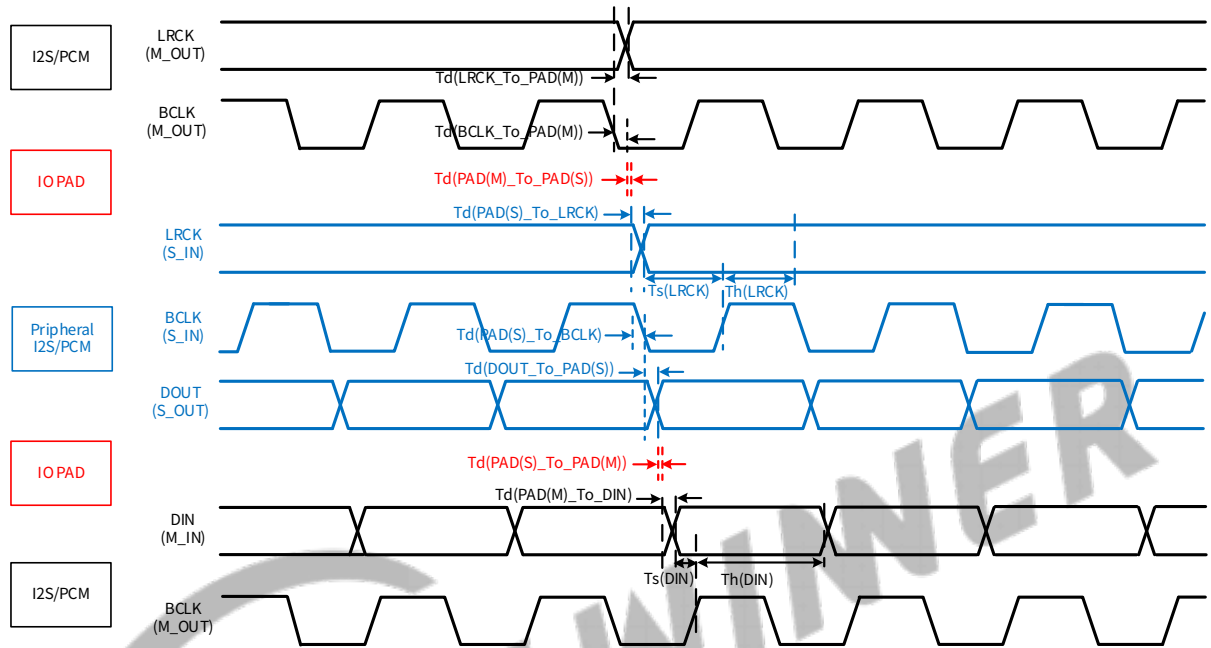 I2S/PCM
LRCK
(M_OUT)
Td(LRCK_To_PAD(M))
BCLK
(M_OUT)
Td(BCLK_To_PAD(M))
IO PAD
Td(PAD(M)_To_PAD(S))
Td(PAD(S)_To_LRCK)
LRCK
(S_IN)
Ts(LRCK)
Th(LRCK)
Pripheral
I2S/PCM
BCLK
(S_IN)
Td(PAD(S)_To_BCLK)
Td(DOUT_To_PAD(S))
DOUT
(S_OUT)
IO PAD
Td(PAD(S)_To_PAD(M))
Td(PAD(M)_To_DIN)
DIN
(M_IN)
Ts(DIN)
Th(DIN)
I2S/PCM
BCLK
(M_OUT)
WINNER